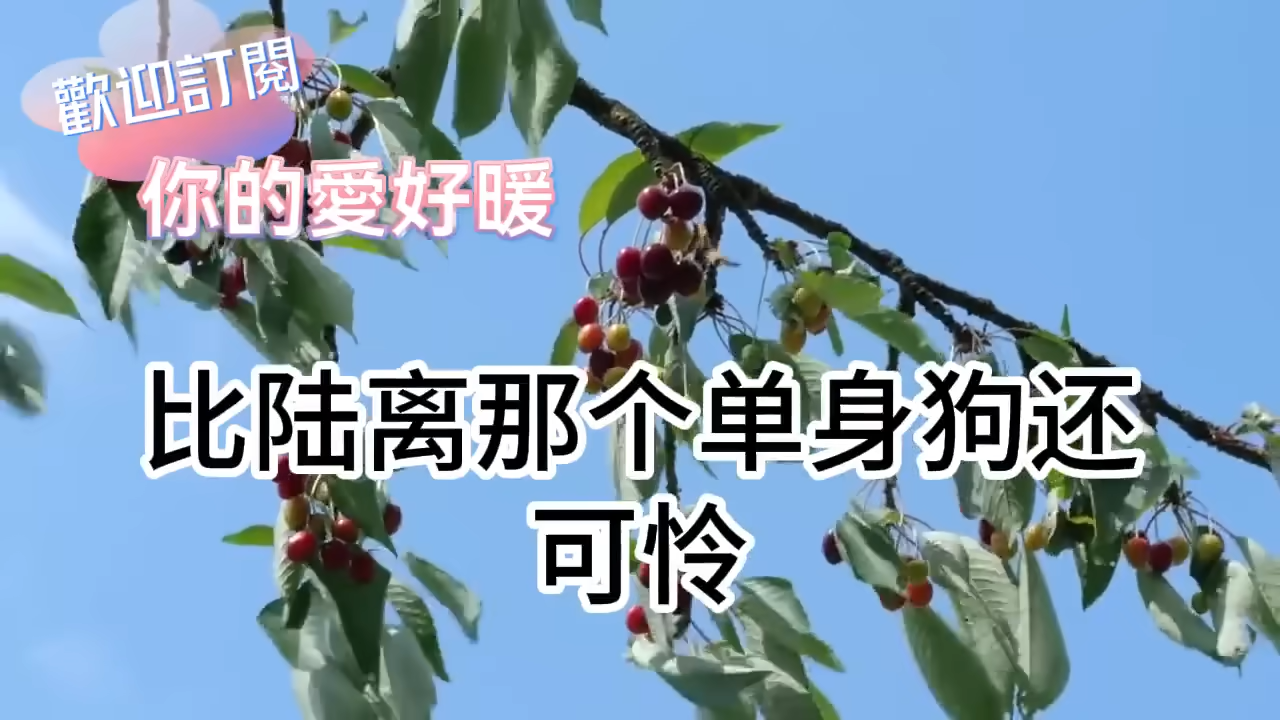 歡迎訂閱
你的愛好暖
比陆离那个单身狗还
可怜